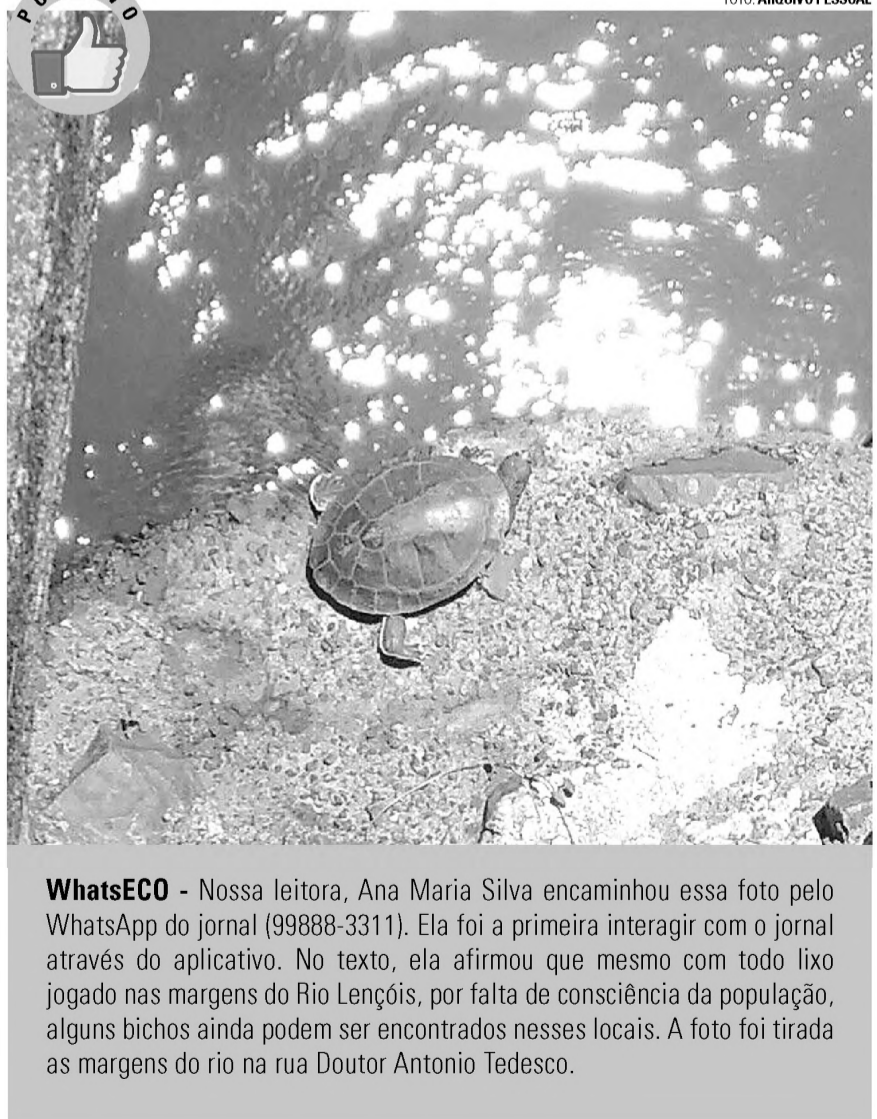 FOTO: ARQUIVO PESSOAL
WhatsECO - Nossa leitora, Ana Maria Silva encaminhou essa foto pelo
WhatsApp do jornal (99888-3311). Ela foi a primeira interagir com o jornal
através do aplicativo. No texto, ela afirmou que mesmo com todo lixo
jogado nas margens do Rio Lençóis, por falta de consciência da população,
alguns bichos ainda podem ser encontrados nesses locais. A foto foi tirada
as margens do rio na rua Doutor Antonio Tedesco.